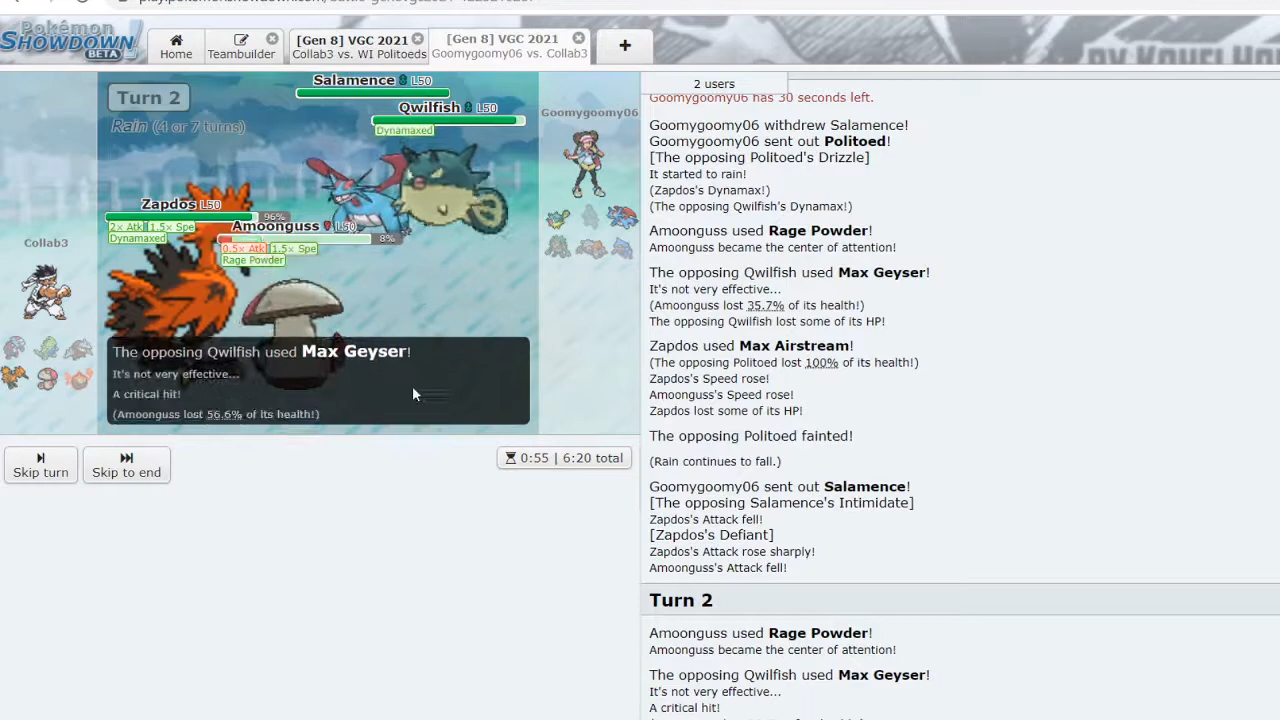 Pokémon
SHOWDOWN
BETA
Home
Teambuilder
[Gen 8] VGC 2021
Collab3 vs. WI Politoeds
[Gen 8] VGC 2021
Goomygoomy06 vs. Collab3
+
Turn 2
Rain (4 or 7 turns)
Salamence L50
Qwilfish L50
Dynamaxed
Goomygoomy06
Zapdos L50
96%
2× Atk 1.5× Spe
Dynamaxed
Amoonguss L50
8%
0.5× Atk 1.5× Spe
Rage Powder
Collab3
The opposing Qwilfish used Max Geyser!
It's not very effective...
A critical hit!
(Amoonguss lost 56.6% of its health!)
Skip turn
Skip to end
0:55 | 6:20 total
2 users
Goomygoomy06 has 30 seconds left.
Goomygoomy06 withdrew Salamence!
Goomygoomy06 sent out Politoed!
[The opposing Politoed's Drizzle]
It started to rain!
(Zapdos's Dynamax!)
(The opposing Qwilfish's Dynamax!)
Amoonguss used Rage Powder!
Amoonguss became the center of attention!
The opposing Qwilfish used Max Geyser!
It's not very effective...
(Amoonguss lost 35.7% of its health!)
The opposing Qwilfish lost some of its HP!
Zapdos used Max Airstream!
(The opposing Politoed lost 100% of its health!)
Zapdos's Speed rose!
Amoonguss's Speed rose!
Zapdos lost some of its HP!
The opposing Politoed fainted!
(Rain continues to fall.)
Goomygoomy06 sent out Salamence!
[The opposing Salamence's Intimidate]
Zapdos's Attack fell!
[Zapdos's Defiant]
Zapdos's Attack rose sharply!
Amoonguss's Attack fell!
Turn 2
Amoonguss used Rage Powder!
Amoonguss became the center of attention!
The opposing Qwilfish used Max Geyser!
It's not very effective...
A critical hit!